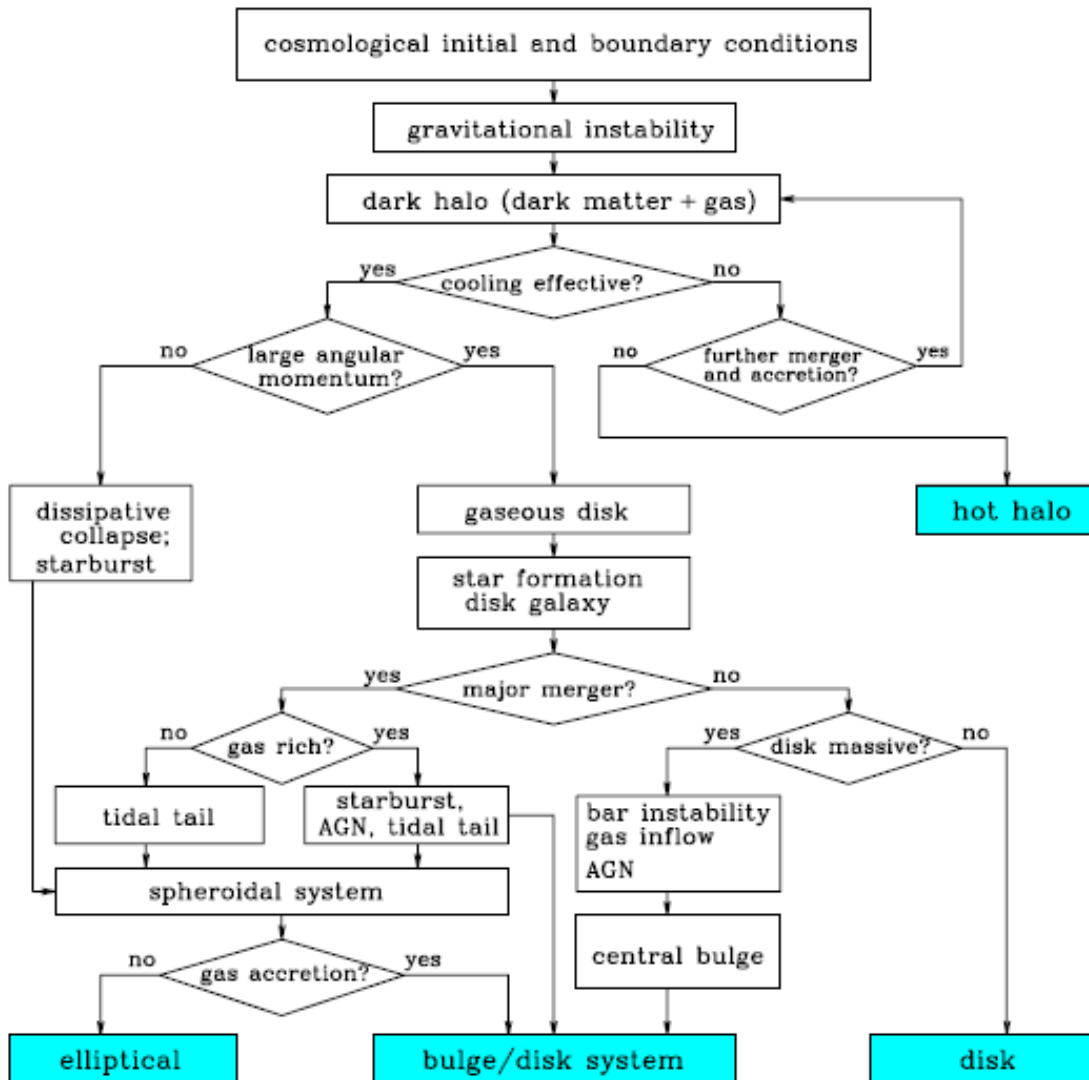 cosmological initial and boundary conditions
gravitational instability
dark halo (dark matter + gas)
yes
no
cooling effective?
no
large angular
momentum?
yes
no
further merger
and accretion?
yes
dissipative
collapse;
starburst
gaseous disk
hot halo
star formation
disk galaxy
yes
major merger?
no
no
gas rich?
yes
yes
disk massive?
no
tidal tail
starburst,
AGN, tidal tail
bar instability
gas inflow
AGN
spheroidal system
central bulge
no
gas accretion?
yes
elliptical
bulge/disk system
disk